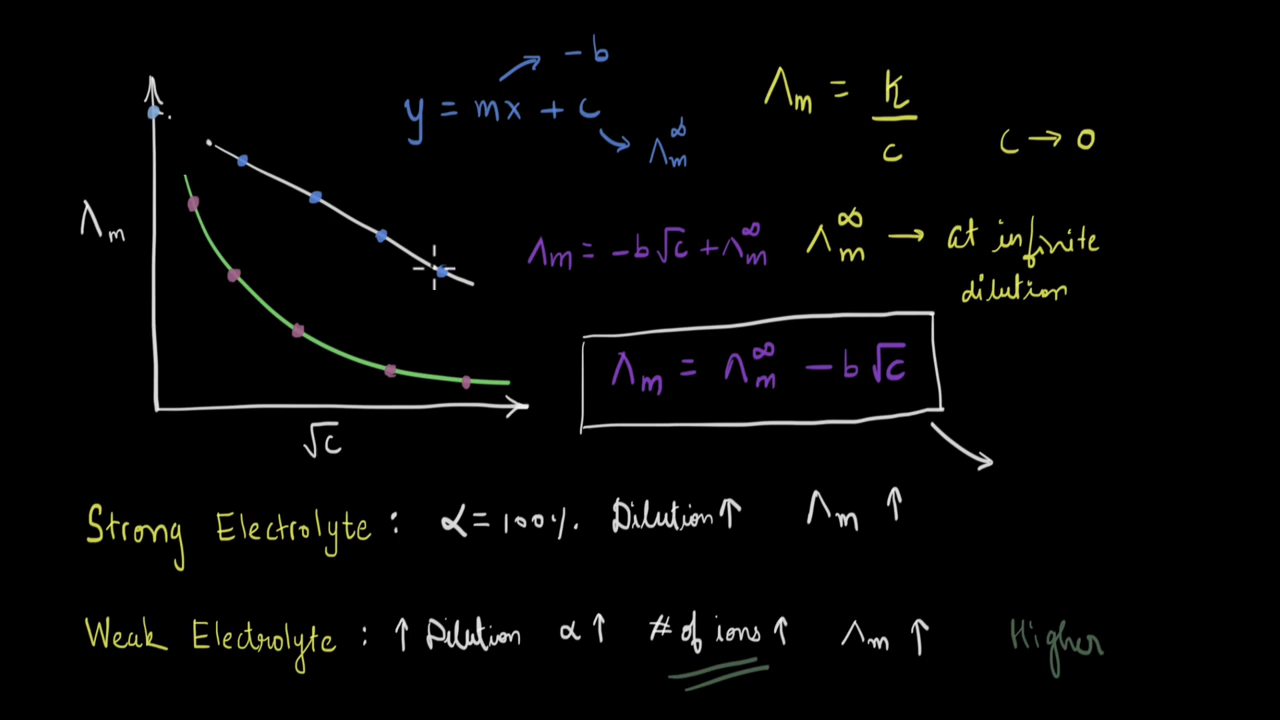 → -b
y = mx + c
→ Λm^∞
Λm = K/c
c → 0
Λm
Λm = -b√c + Λm^∞
Λm^∞ → at infinite
dilution
Λm = Λm^∞ - b√c
√c
Strong Electrolyte : α = 100%. Dilution ↑ Λm ↑
Weak Electrolyte : ↑ Dilution α ↑ # of ions ↑ Λm ↑ Higher